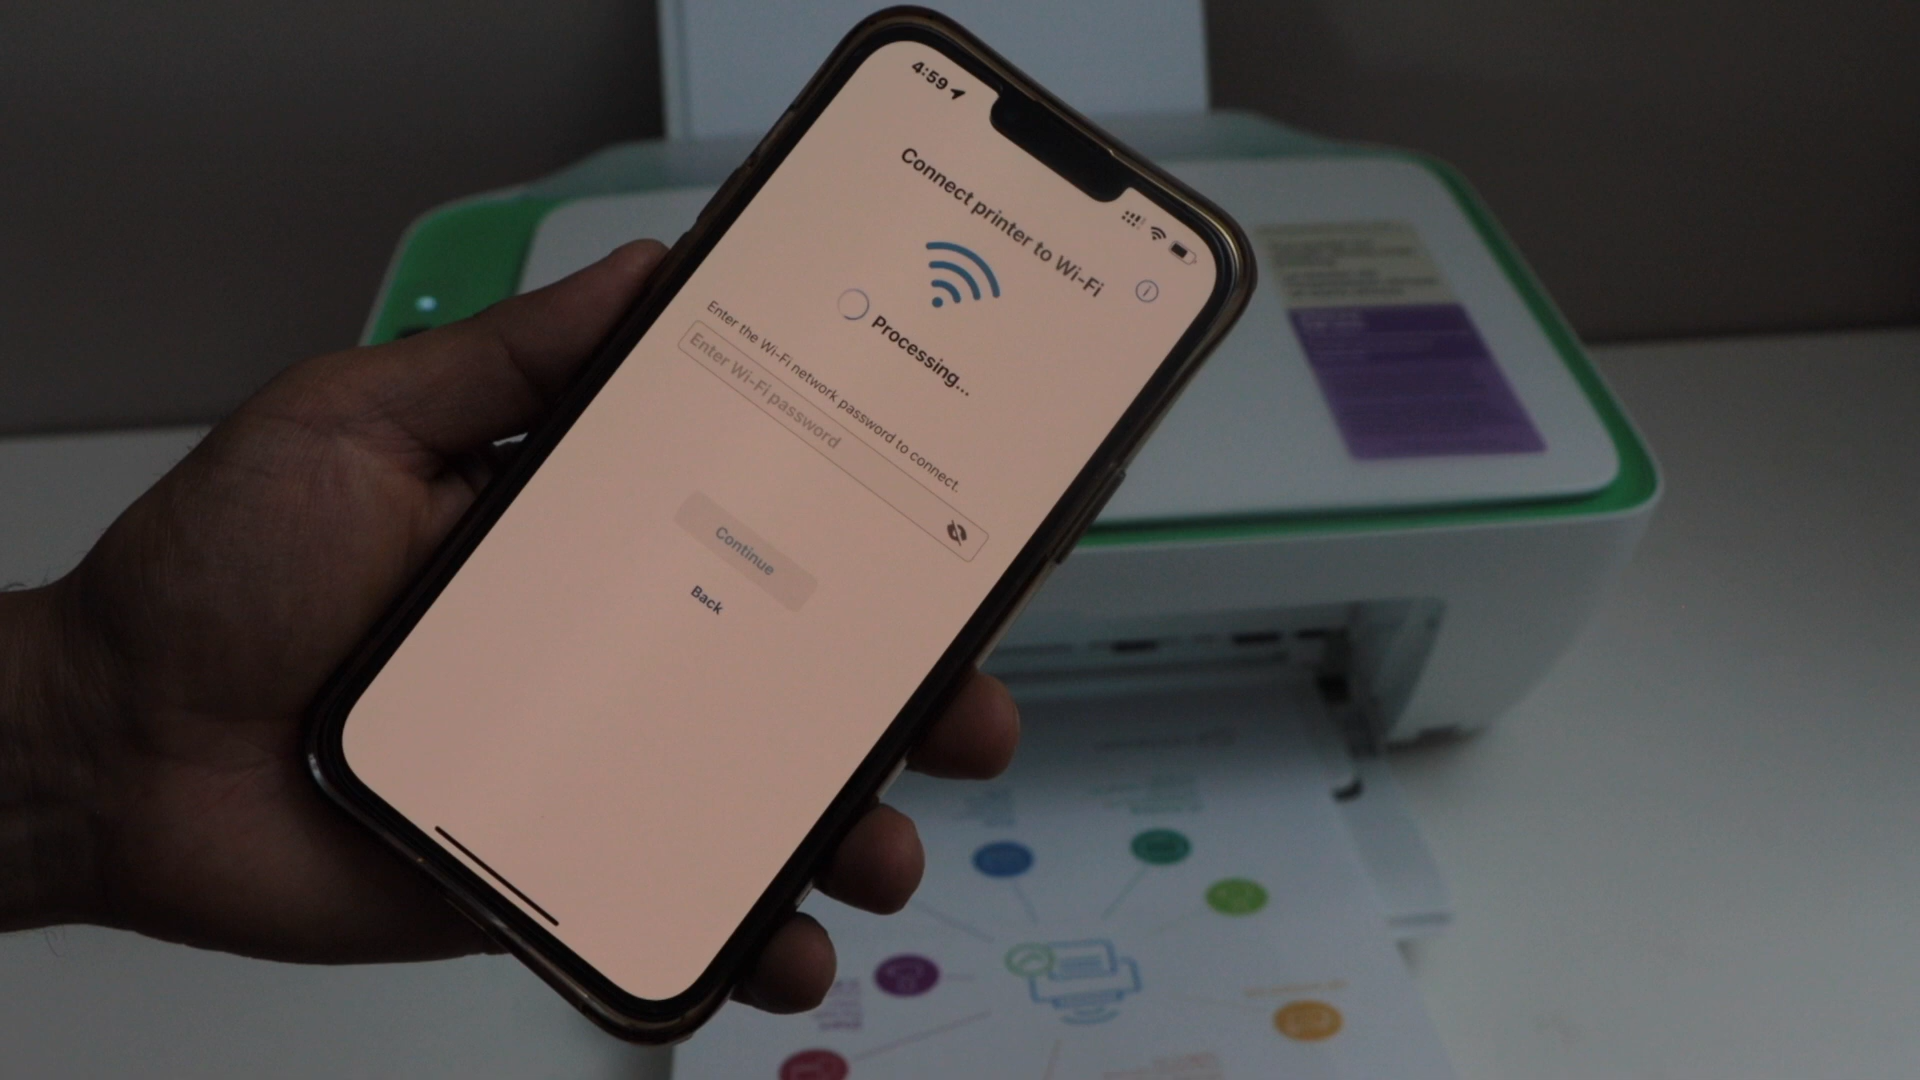 4:59
Connect printer to Wi-Fi
Processing...
Enter the Wi-Fi network password to connect.
Enter Wi-Fi password
Continue
Back